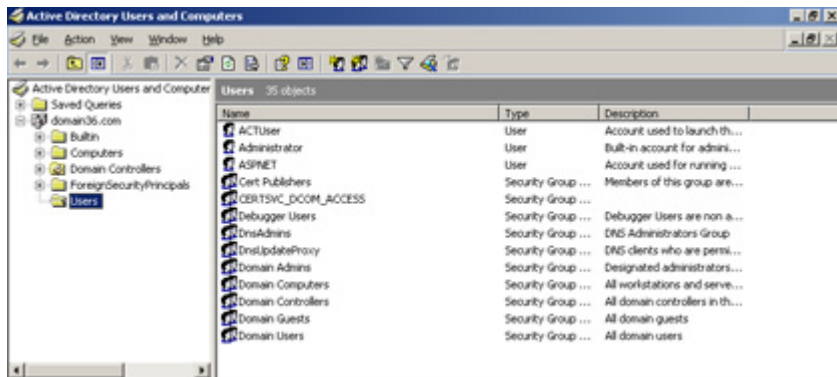 Active Directory Users and Computers
File Action View Window Help
Active Directory Users and Computer
Saved Queries
domain36.com
Builtin
Computers
Domain Controllers
ForeignSecurityPrincipals
Users
Users 35 objects
Name Type Description
ACTUser User Account used to launch th...
Administrator User Built-in account for admini...
ASPNET User Account used for running ...
Cert Publishers Security Group ... Members of this group are...
CERTSVC_DCOM_ACCESS Security Group ...
Debugger Users Security Group ... Debugger Users are non a...
DnsAdmins Security Group ... DNS Administrators Group
DnsUpdateProxy Security Group ... DNS clients who are permi...
Domain Admins Security Group ... Designated administrators...
Domain Computers Security Group ... All workstations and serve...
Domain Controllers Security Group ... All domain controllers in th...
Domain Guests Security Group ... All domain guests
Domain Users Security Group ... All domain users